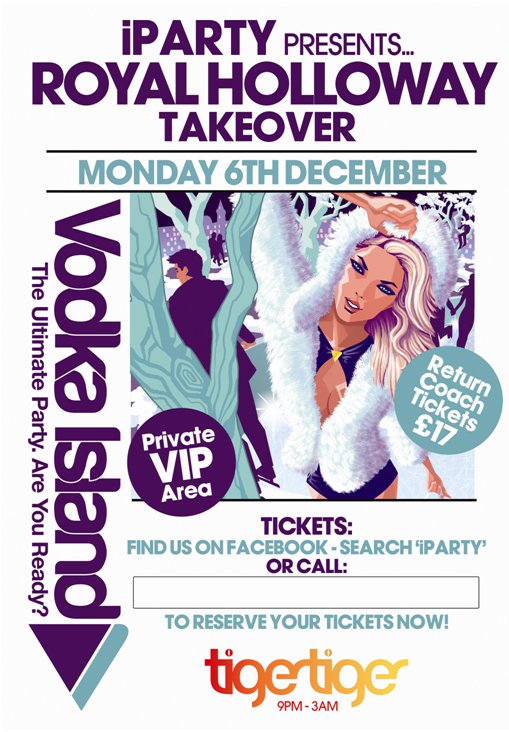 iPARTY PRESENTS...
ROYAL HOLLOWAY
TAKEOVER
MONDAY 6TH DECEMBER
Vodka Island
The Ultimate Party. Are You Ready?
Return
Coach
Tickets
£17
Private
VIP
Area
TICKETS:
FIND US ON FACEBOOK - SEARCH 'iPARTY'
OR CALL:
TO RESERVE YOUR TICKETS NOW!
tigertiger
9PM - 3AM